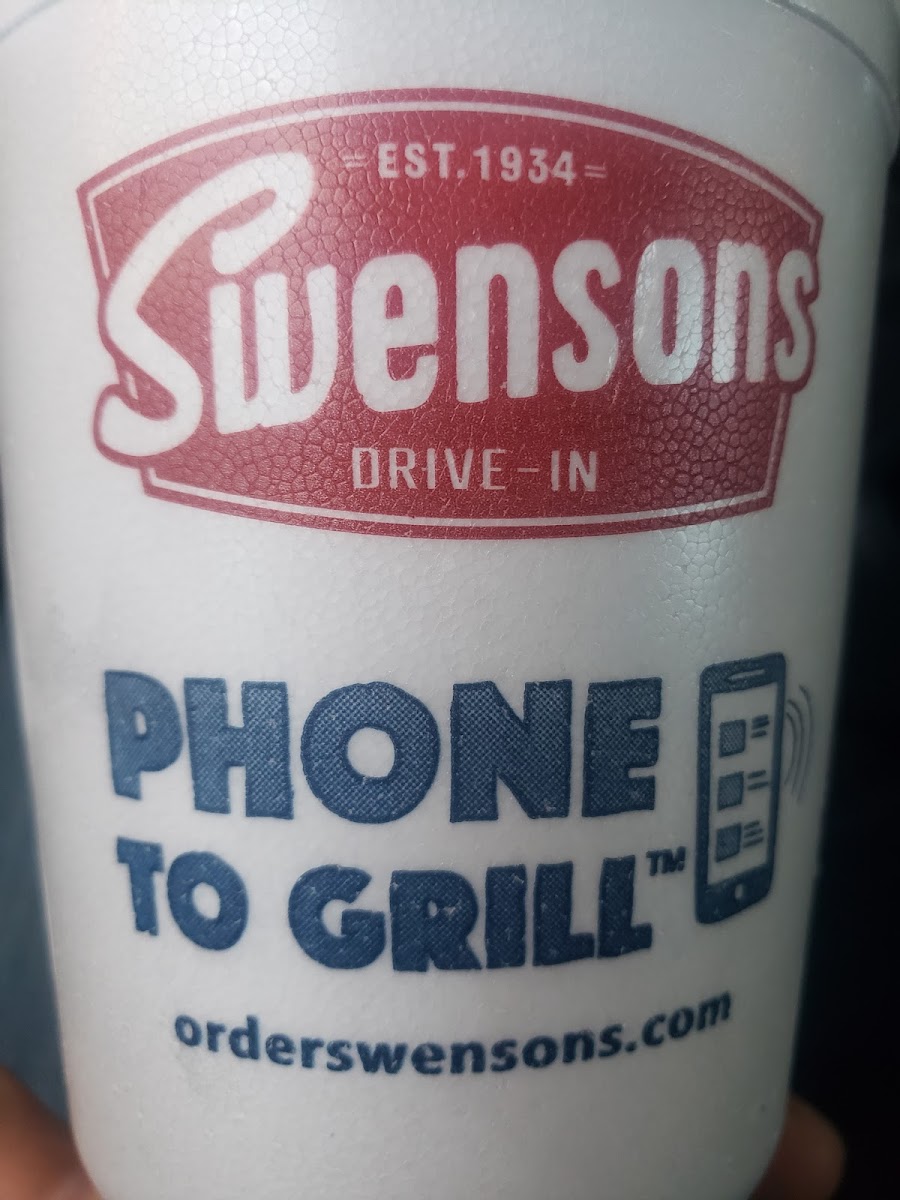 EST.1934
Swensons
DRIVE-IN
PHONE
TO GRILL™
orderswensons.com